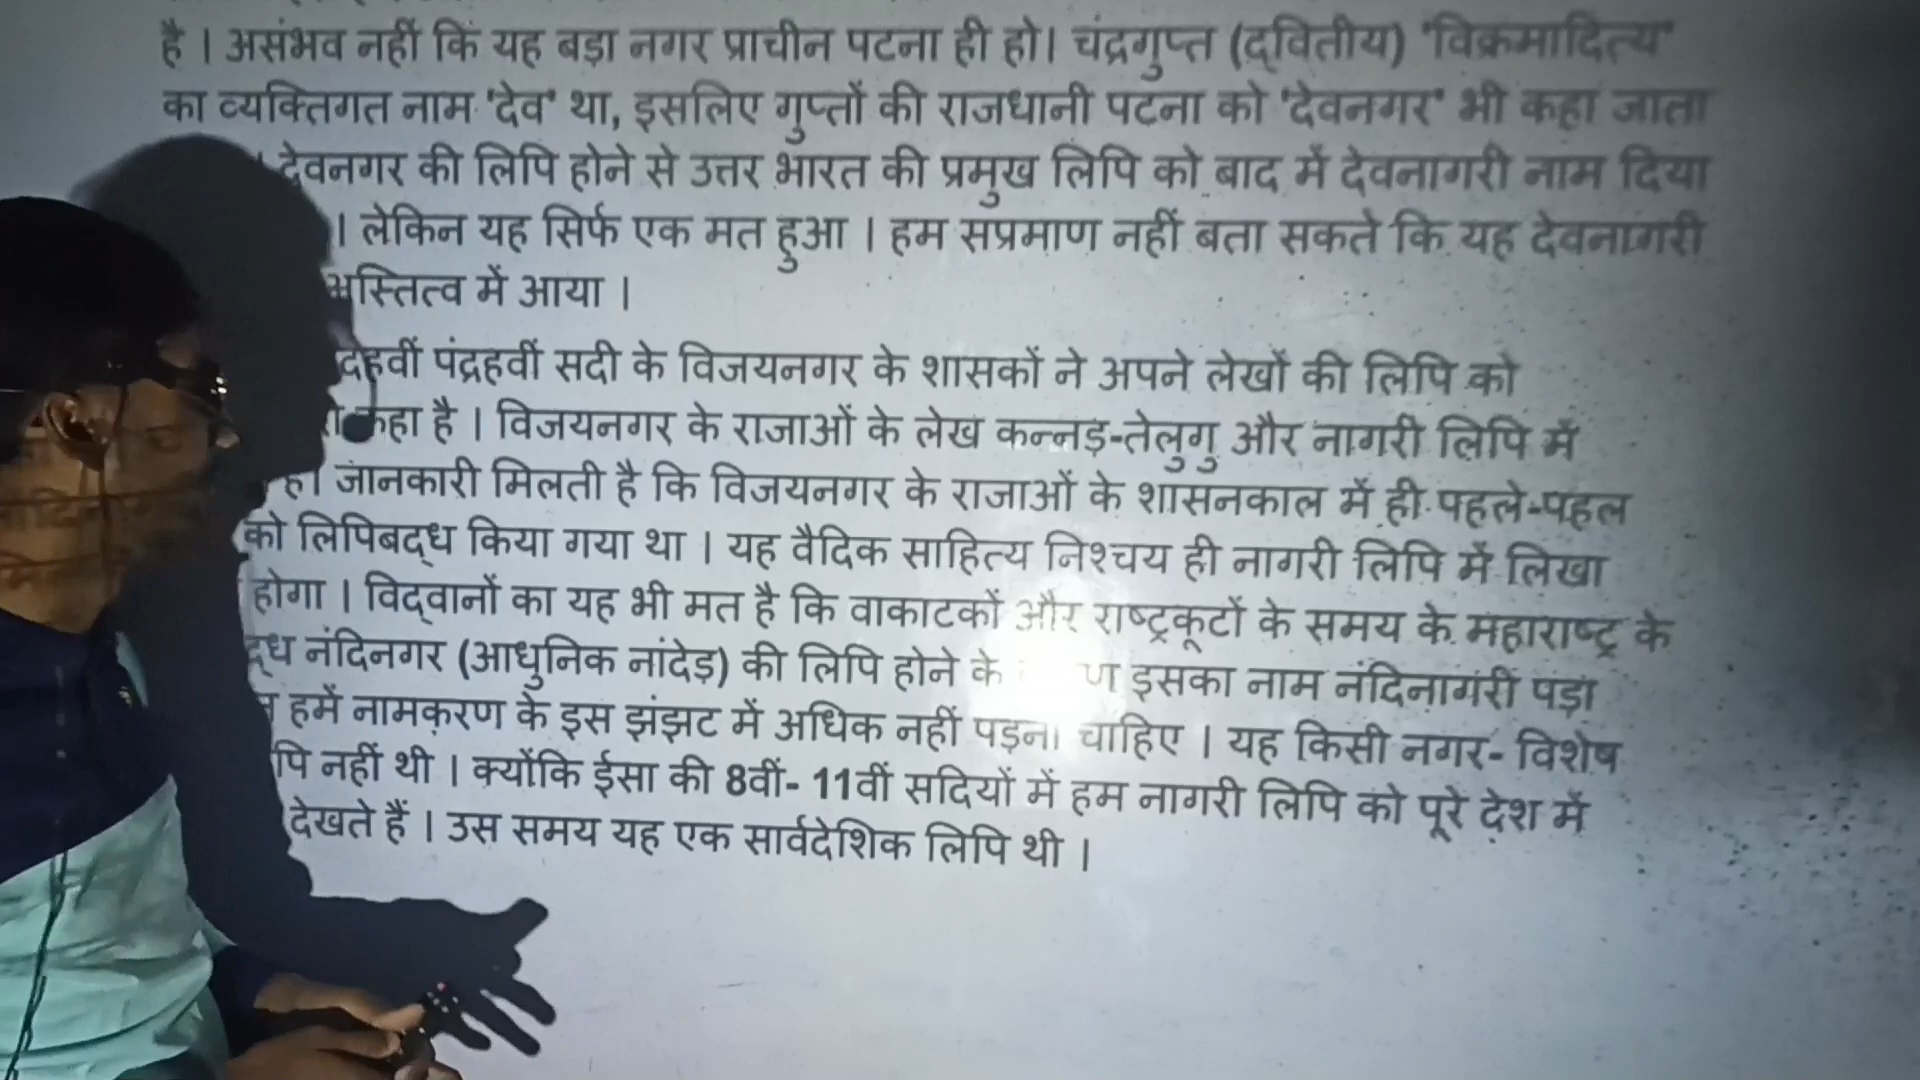 है । असंभव नहीं कि यह बड़ा नगर प्राचीन पटना ही हो। चंद्रगुप्त (द्वितीय) 'विक्रमादित्य'
का व्यक्तिगत नाम 'देव' था, इसलिए गुप्तों की राजधानी पटना को 'देवनगर' भी कहा जाता
देवनगर की लिपि होने से उत्तर भारत की प्रमुख लिपि को बाद में देवनागरी नाम दिया
। लेकिन यह सिर्फ एक मत हुआ । हम सप्रमाण नहीं बता सकते कि यह देवनागरी
अस्तित्व में आया ।
पंद्रहवीं सदी के विजयनगर के शासकों ने अपने लेखों की लिपि को
कहा है । विजयनगर के राजाओं के लेख कन्नड़-तेलुगु और नागरी लिपि में
जानकारी मिलती है कि विजयनगर के राजाओं के शासनकाल में ही पहले-पहल
को लिपिबद्ध किया गया था । यह वैदिक साहित्य निश्चय ही नागरी लिपि में लिखा
होगा । विद्वानों का यह भी मत है कि वाकाटकों और राष्ट्रकूटों के समय के महाराष्ट्र के
नंदिनगर (आधुनिक नांदेड़) की लिपि होने के इसका नाम नंदिनागरी पड़ा
हमें नामकरण के इस झंझट में अधिक नहीं पड़ना चाहिए । यह किसी नगर- विशेष
नहीं थी । क्योंकि ईसा की 8वीं- 11वीं सदियों में हम नागरी लिपि को पूरे देश में
देखते हैं । उस समय यह एक सार्वदेशिक लिपि थी ।